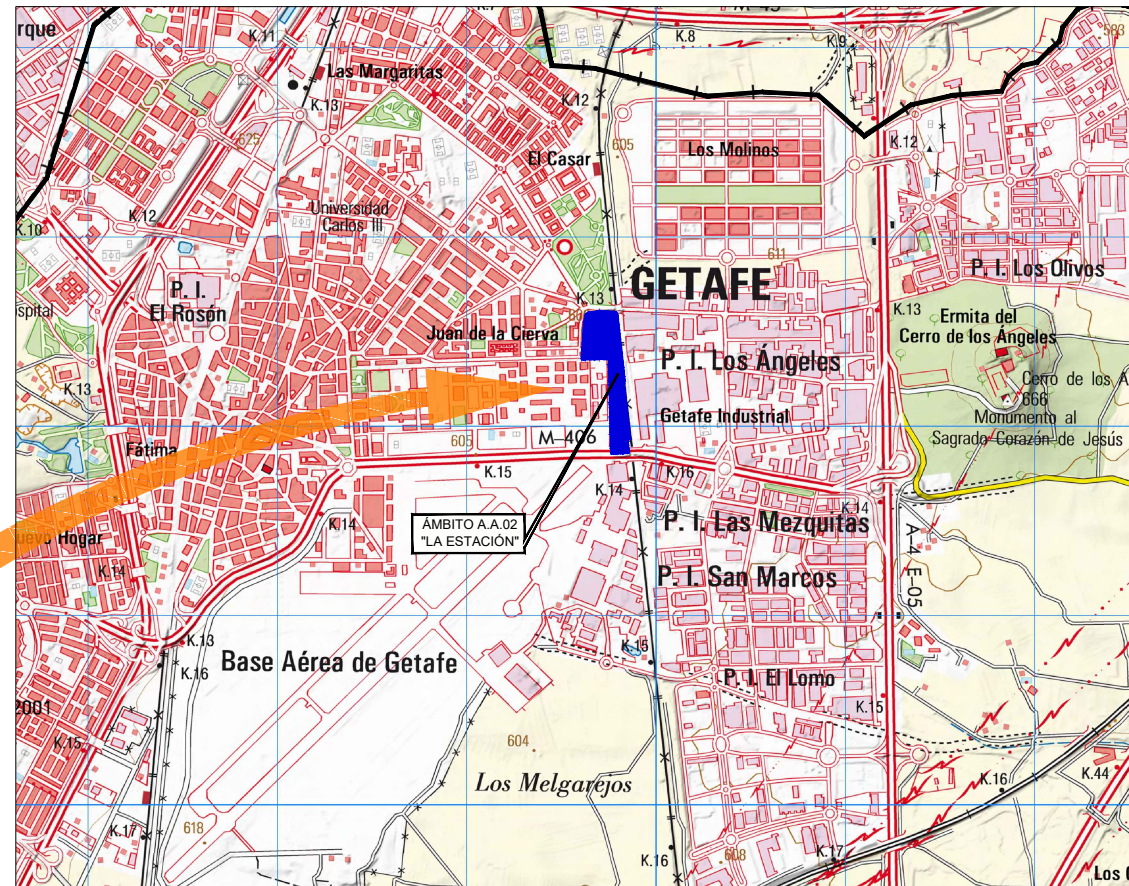 M-45
rque
K.11
K.8
K.9
583
Las Margaritas
K.13
K.12
625
605
El Casar
Los Molinos
K.12
Universidad
Carlos III
K.12
K.10
611
P. I. Los Olivos
GETAFE
P. I.
El Rosón
K.13
K.13
Ermita del
Cerro de los Ángeles
ospital
Juan de la Cierva
P. I. Los Ángeles
Cerro de los A
666
K.13
Getafe Industrial
Monumento al
Sagrado Corazón de Jesús
M-406
605
Fátima
K.15
K.16
K.14
K.14
K.14
ÁMBITO A.A.02
"LA ESTACIÓN"
P. I. Las Mezquitas
A-4 E-05
uevo Hogar
K.14
P. I. San Marcos
K.13
K.15
K.16
Base Aérea de Getafe
P. I. El Lomo
2001
K.15
K.15
604
Los Melgarejos
K.16
K.44
K.17
618
K.16
608
K.17
Los